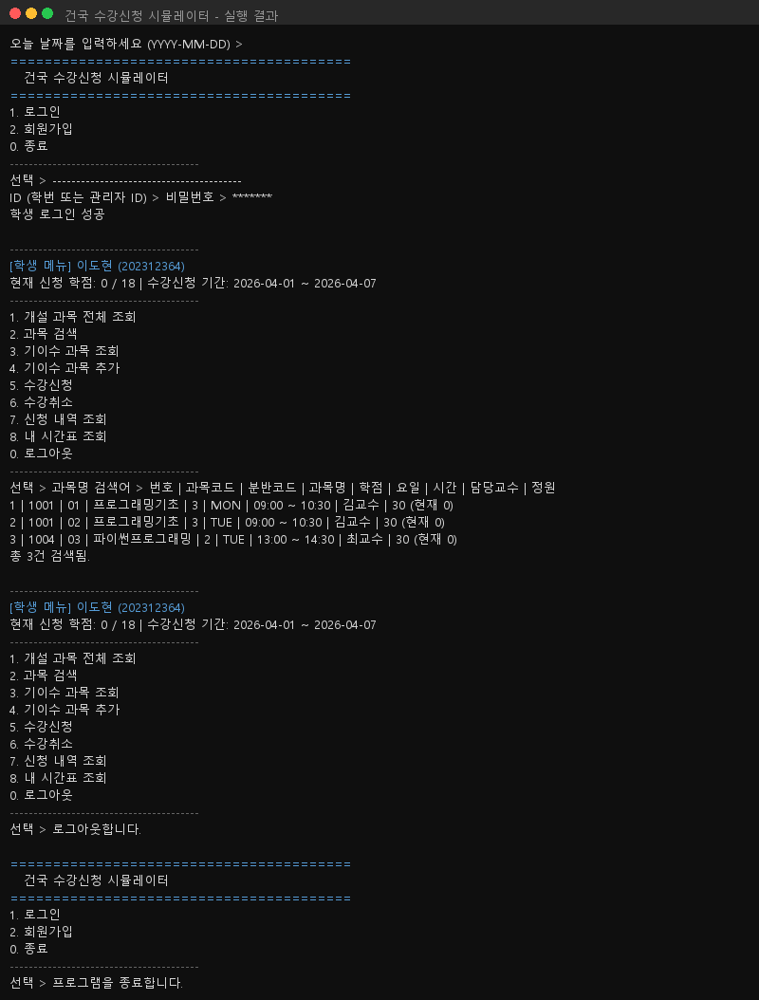 건국 수강신청 시뮬레이터 - 실행 결과
오늘 날짜를 입력하세요 (YYYY-MM-DD) >
========================================
건국 수강신청 시뮬레이터
========================================
1. 로그인
2. 회원가입
0. 종료
----------------------------------------
선택 > ----------------------------------------
ID (학번 또는 관리자 ID) > 비밀번호 > *******
학생 로그인 성공
----------------------------------------
[학생 메뉴] 이도현 (202312364)
현재 신청 학점: 0 / 18 | 수강신청 기간: 2026-04-01 ~ 2026-04-07
----------------------------------------
1. 개설 과목 전체 조회
2. 과목 검색
3. 기이수 과목 조회
4. 기이수 과목 추가
5. 수강신청
6. 수강취소
7. 신청 내역 조회
8. 내 시간표 조회
0. 로그아웃
----------------------------------------
선택 > 과목명 검색어 > 번호 | 과목코드 | 분반코드 | 과목명 | 학점 | 요일 | 시간 | 담당교수 | 정원
1 | 1001 | 01 | 프로그래밍기초 | 3 | MON | 09:00 ~ 10:30 | 김교수 | 30 (현재 0)
2 | 1001 | 02 | 프로그래밍기초 | 3 | TUE | 09:00 ~ 10:30 | 김교수 | 30 (현재 0)
3 | 1004 | 03 | 파이썬프로그래밍 | 2 | TUE | 13:00 ~ 14:30 | 최교수 | 30 (현재 0)
총 3건 검색됨.
----------------------------------------
[학생 메뉴] 이도현 (202312364)
현재 신청 학점: 0 / 18 | 수강신청 기간: 2026-04-01 ~ 2026-04-07
----------------------------------------
1. 개설 과목 전체 조회
2. 과목 검색
3. 기이수 과목 조회
4. 기이수 과목 추가
5. 수강신청
6. 수강취소
7. 신청 내역 조회
8. 내 시간표 조회
0. 로그아웃
----------------------------------------
선택 > 로그아웃합니다.
========================================
건국 수강신청 시뮬레이터
========================================
1. 로그인
2. 회원가입
0. 종료
----------------------------------------
선택 > 프로그램을 종료합니다.